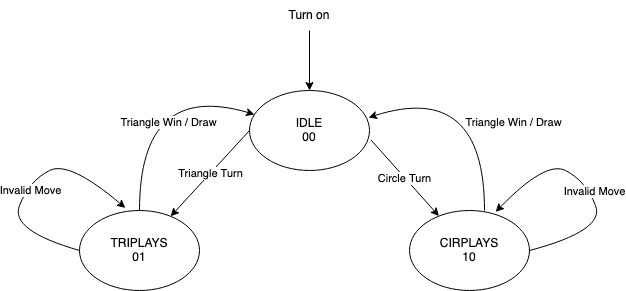 Turn on
IDLE
00
Triangle Win / Draw
Triangle Win / Draw
Triangle Turn
Circle Turn
Invalid Move
Invalid Move
TRIPLAYS
01
CIRPLAYS
10